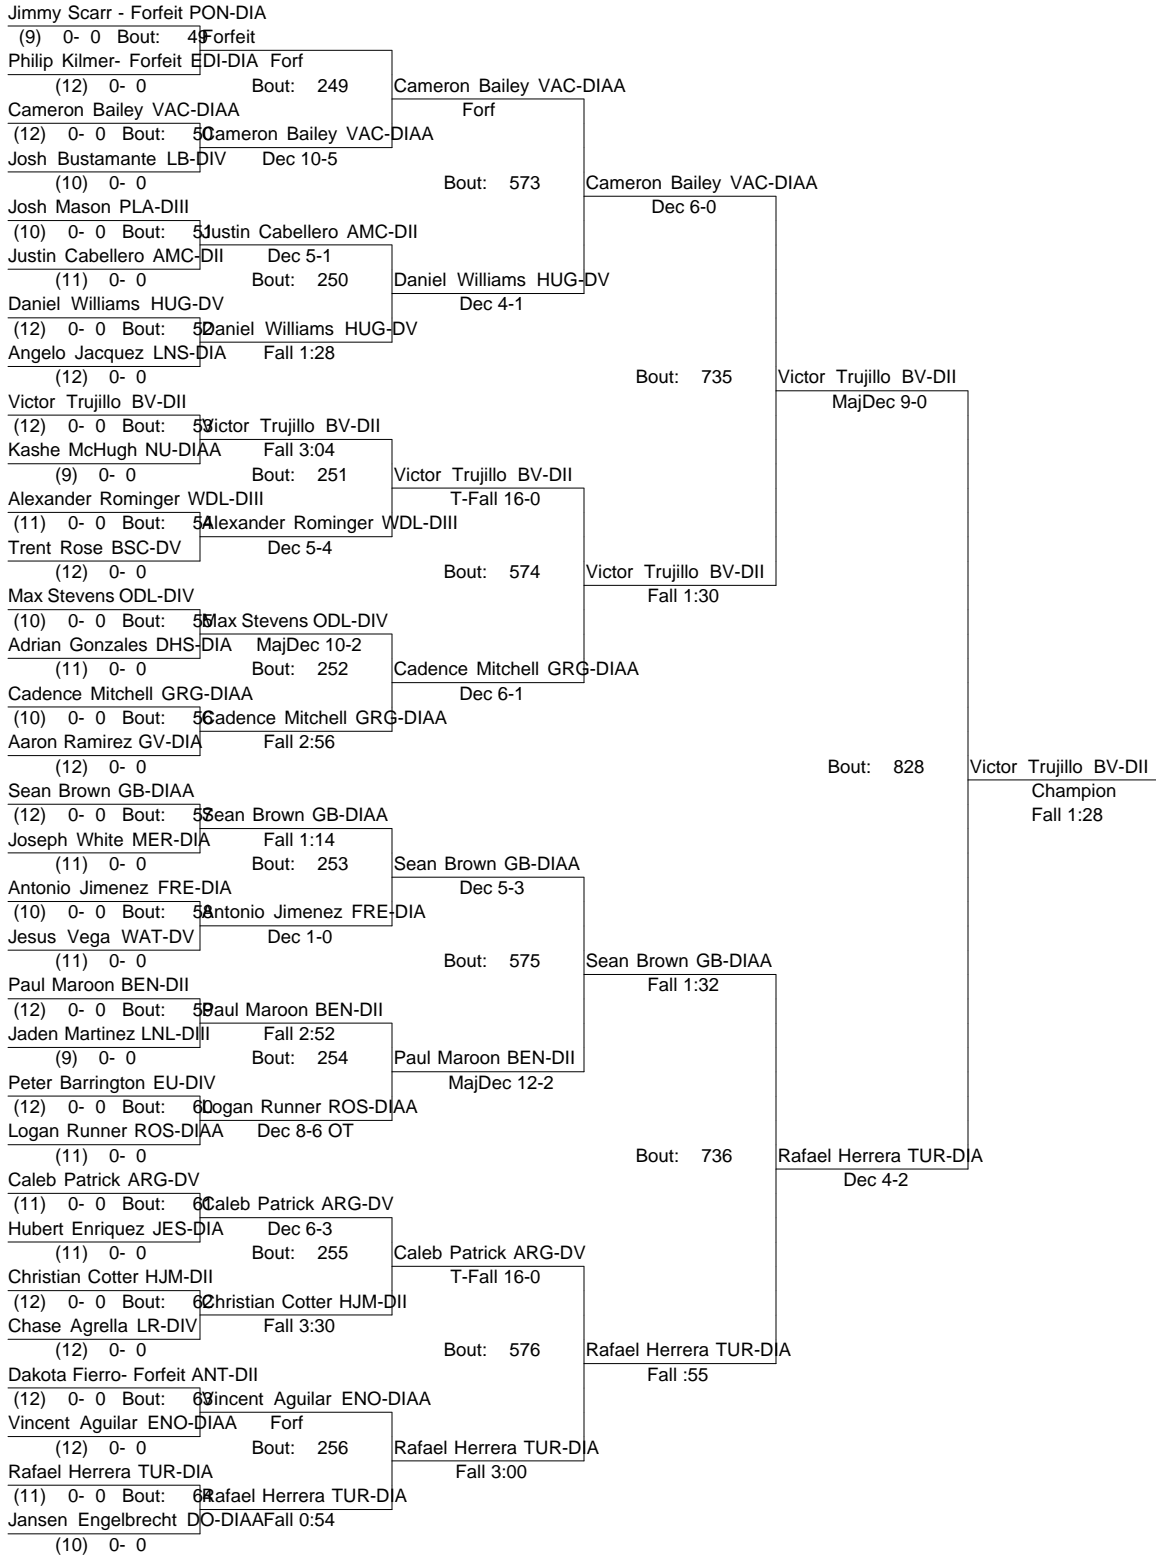 Jimmy Scarr - Forfeit PON-DIA
(9) 0- 0 Bout: 49 Forfeit
Philip Kilmer- Forfeit EDI-DIA Forf
(12) 0- 0 Bout: 249 Cameron Bailey VAC-DIAA
Cameron Bailey VAC-DIAA Forf
(12) 0- 0 Bout: 50 Cameron Bailey VAC-DIAA
Josh Bustamante LB-DIV Dec 10-5
(10) 0- 0 Bout: 573 Cameron Bailey VAC-DIAA
Josh Mason PLA-DIII Dec 6-0
(10) 0- 0 Bout: 51 Justin Cabellero AMC-DII
Justin Cabellero AMC-DII Dec 5-1
(11) 0- 0 Bout: 250 Daniel Williams HUG-DV
Daniel Williams HUG-DV Dec 4-1
(12) 0- 0 Bout: 52 Daniel Williams HUG-DV
Angelo Jacquez LNS-DIA Fall 1:28
(12) 0- 0 Bout: 735 Victor Trujillo BV-DII
Victor Trujillo BV-DII MajDec 9-0
(12) 0- 0 Bout: 53 Victor Trujillo BV-DII
Kashe McHugh NU-DIAA Fall 3:04
(9) 0- 0 Bout: 251 Victor Trujillo BV-DII
Alexander Rominger WDL-DIII T-Fall 16-0
(11) 0- 0 Bout: 54 Alexander Rominger WDL-DIII
Trent Rose BSC-DV Dec 5-4
(12) 0- 0 Bout: 574 Victor Trujillo BV-DII
Max Stevens ODL-DIV Fall 1:30
(10) 0- 0 Bout: 55 Max Stevens ODL-DIV
Adrian Gonzales DHS-DIA MajDec 10-2
(11) 0- 0 Bout: 252 Cadence Mitchell GRG-DIAA
Cadence Mitchell GRG-DIAA Dec 6-1
(10) 0- 0 Bout: 56 Cadence Mitchell GRG-DIAA
Aaron Ramirez GV-DIA Fall 2:56
(12) 0- 0 Bout: 828 Victor Trujillo BV-DII
Sean Brown GB-DIAA Champion
(12) 0- 0 Bout: 57 Sean Brown GB-DIAA Fall 1:28
Joseph White MER-DIA Fall 1:14
(11) 0- 0 Bout: 253 Sean Brown GB-DIAA
Antonio Jimenez FRE-DIA Dec 5-3
(10) 0- 0 Bout: 58 Antonio Jimenez FRE-DIA
Jesus Vega WAT-DV Dec 1-0
(11) 0- 0 Bout: 575 Sean Brown GB-DIAA
Paul Maroon BEN-DII Fall 1:32
(12) 0- 0 Bout: 59 Paul Maroon BEN-DII
Jaden Martinez LNL-DIII Fall 2:52
(9) 0- 0 Bout: 254 Paul Maroon BEN-DII
Peter Barrington EU-DIV MajDec 12-2
(12) 0- 0 Bout: 60 Logan Runner ROS-DIAA
Logan Runner ROS-DIAA Dec 8-6 OT
(11) 0- 0 Bout: 736 Rafael Herrera TUR-DIA
Caleb Patrick ARG-DV Dec 4-2
(11) 0- 0 Bout: 61 Caleb Patrick ARG-DV
Hubert Enriquez JES-DIA Dec 6-3
(11) 0- 0 Bout: 255 Caleb Patrick ARG-DV
Christian Cotter HJM-DII T-Fall 16-0
(12) 0- 0 Bout: 62 Christian Cotter HJM-DII
Chase Agrella LR-DIV Fall 3:30
(12) 0- 0 Bout: 576 Rafael Herrera TUR-DIA
Dakota Fierro- Forfeit ANT-DII Fall :55
(12) 0- 0 Bout: 63 Vincent Aguilar ENO-DIAA
Vincent Aguilar ENO-DIAA Forf
(12) 0- 0 Bout: 256 Rafael Herrera TUR-DIA
Rafael Herrera TUR-DIA Fall 3:00
(11) 0- 0 Bout: 64 Rafael Herrera TUR-DIA
Jansen Engelbrecht DO-DIAA Fall 0:54
(10) 0- 0